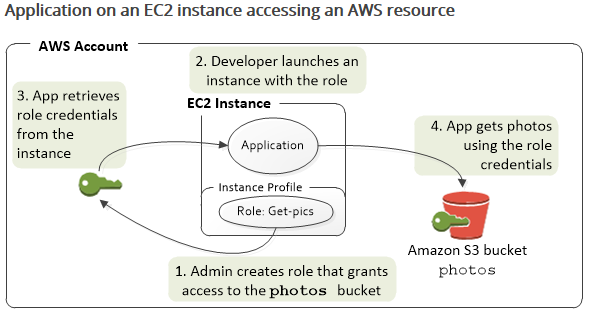 Application on an EC2 instance accessing an AWS resource
AWS Account
2. Developer launches an
instance with the role
3. App retrieves
role credentials
from the
instance
EC2 Instance
Application
4. App gets photos
using the role
credentials
Instance Profile
Role: Get-pics
Amazon S3 bucket
photos
1. Admin creates role that grants
access to the photos bucket